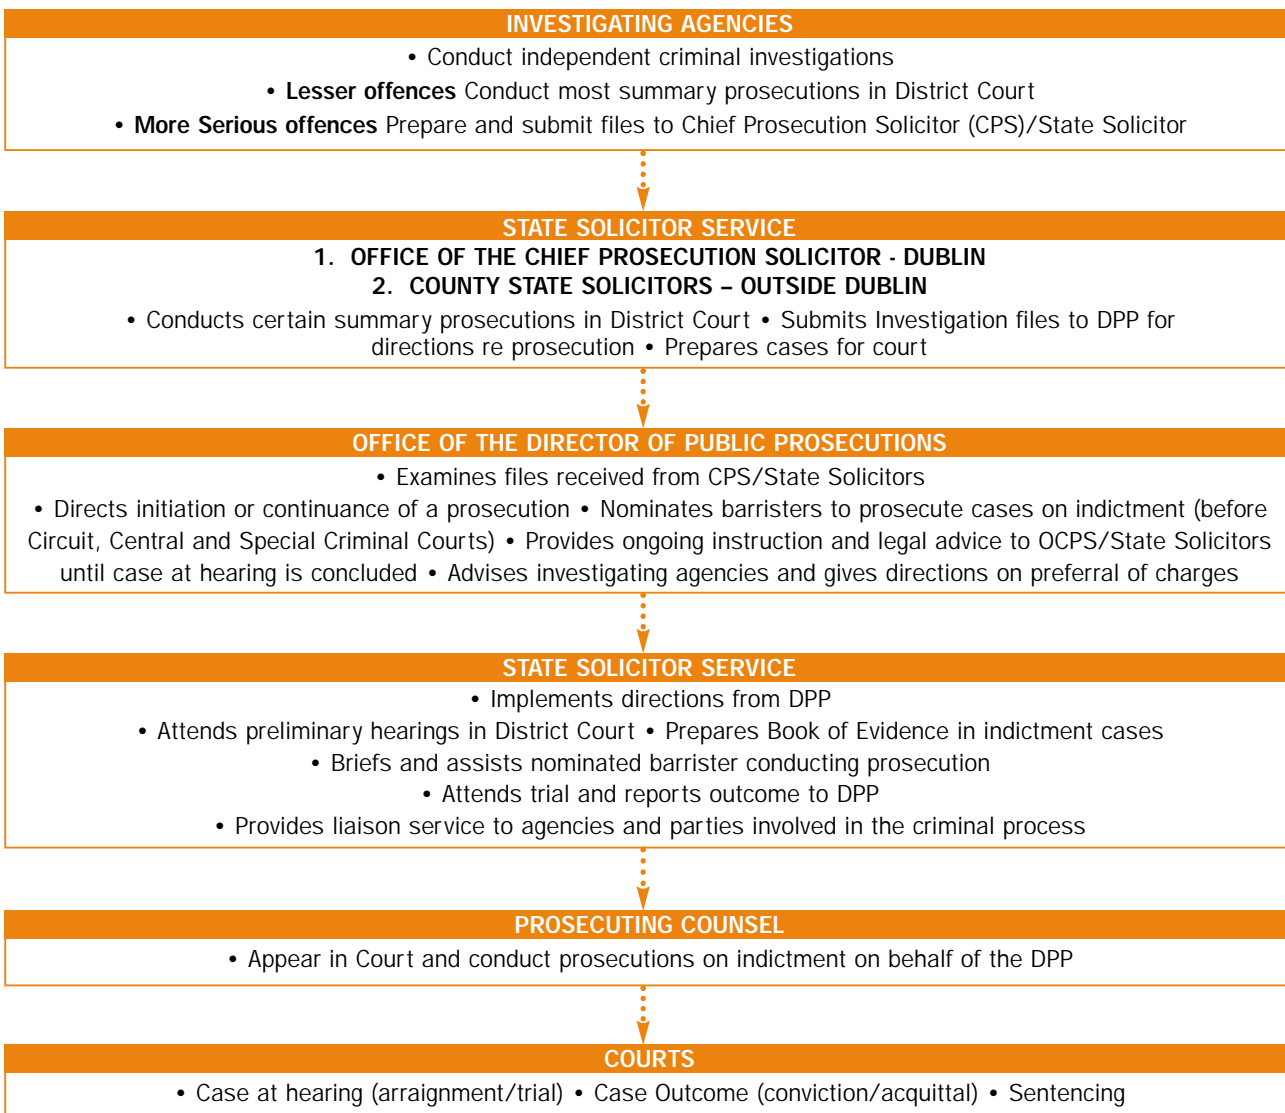 INVESTIGATING AGENCIES
• Conduct independent criminal investigations
• Lesser offences Conduct most summary prosecutions in District Court
• More Serious offences Prepare and submit files to Chief Prosecution Solicitor (CPS)/State Solicitor
STATE SOLICITOR SERVICE
1. OFFICE OF THE CHIEF PROSECUTION SOLICITOR - DUBLIN
2. COUNTY STATE SOLICITORS – OUTSIDE DUBLIN
• Conducts certain summary prosecutions in District Court • Submits Investigation files to DPP for
directions re prosecution • Prepares cases for court
OFFICE OF THE DIRECTOR OF PUBLIC PROSECUTIONS
• Examines files received from CPS/State Solicitors
• Directs initiation or continuance of a prosecution • Nominates barristers to prosecute cases on indictment (before
Circuit, Central and Special Criminal Courts) • Provides ongoing instruction and legal advice to OCPS/State Solicitors
until case at hearing is concluded • Advises investigating agencies and gives directions on preferral of charges
STATE SOLICITOR SERVICE
• Implements directions from DPP
• Attends preliminary hearings in District Court • Prepares Book of Evidence in indictment cases
• Briefs and assists nominated barrister conducting prosecution
• Attends trial and reports outcome to DPP
• Provides liaison service to agencies and parties involved in the criminal process
PROSECUTING COUNSEL
• Appear in Court and conduct prosecutions on indictment on behalf of the DPP
COURTS
• Case at hearing (arraignment/trial) • Case Outcome (conviction/acquittal) • Sentencing